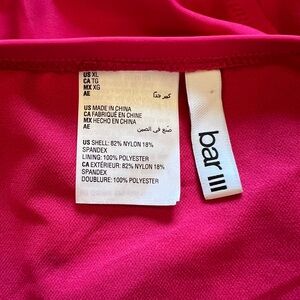 US XL
CA TG
MX XG
AE كبير جدًا
US MADE IN CHINA
CA FABRIQUÉ EN CHINE
MX HECHO EN CHINA
AE صنع في الصين
US SHELL: 82% NYLON 18%
SPANDEX
LINING: 100% POLYESTER
CA EXTÉRIEUR: 82% NYLON 18%
SPANDEX
DOUBLURE: 100% POLYESTER
bar III